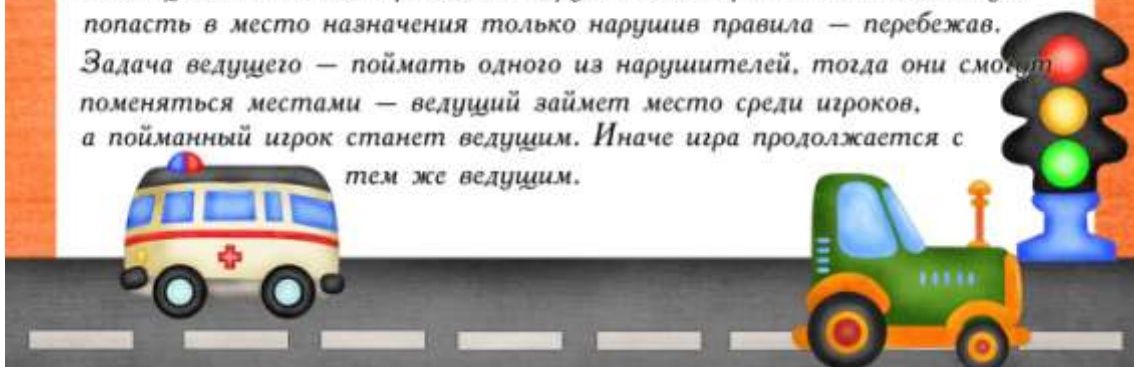 попасть в место назначения только нарушив правила — перебежав.
Задача ведущего — поймать одного из нарушителей, тогда они смогут
поменяться местами — ведущий займет место среди игроков,
а пойманный игрок станет ведущим. Иначе игра продолжается с
тем же ведущим.